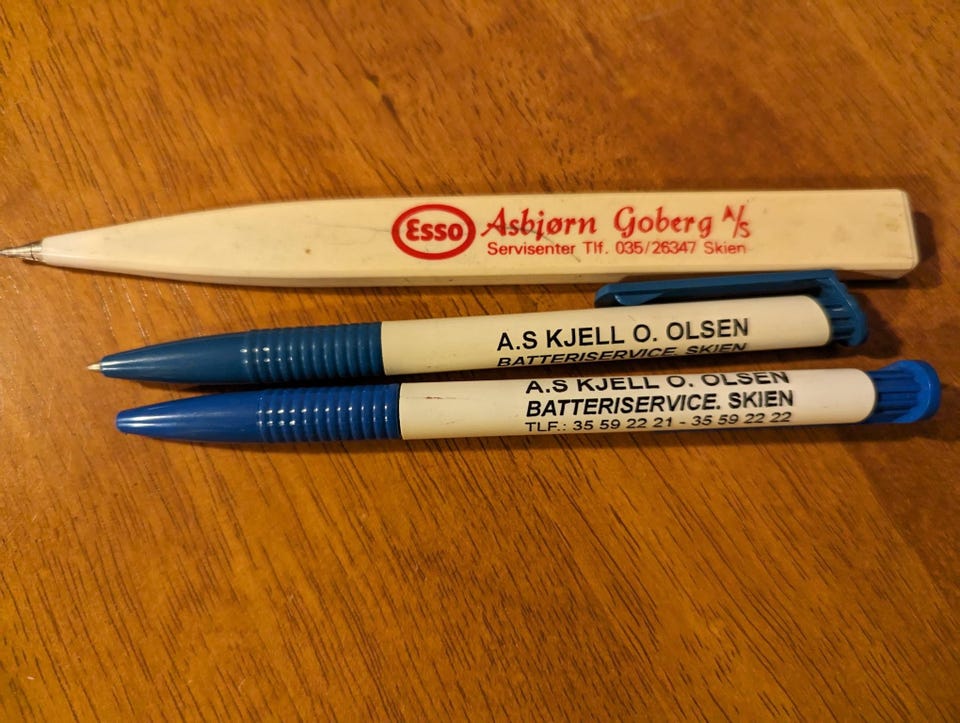 Esso Asbjørn Goberg A/S
Servisenter Tlf. 035/26347 Skien
A.S KJELL O. OLSEN
BATTERISERVICE. SKIEN
A.S KJELL O. OLSEN
BATTERISERVICE. SKIEN
TLF.: 35 59 22 21 - 35 59 22 22